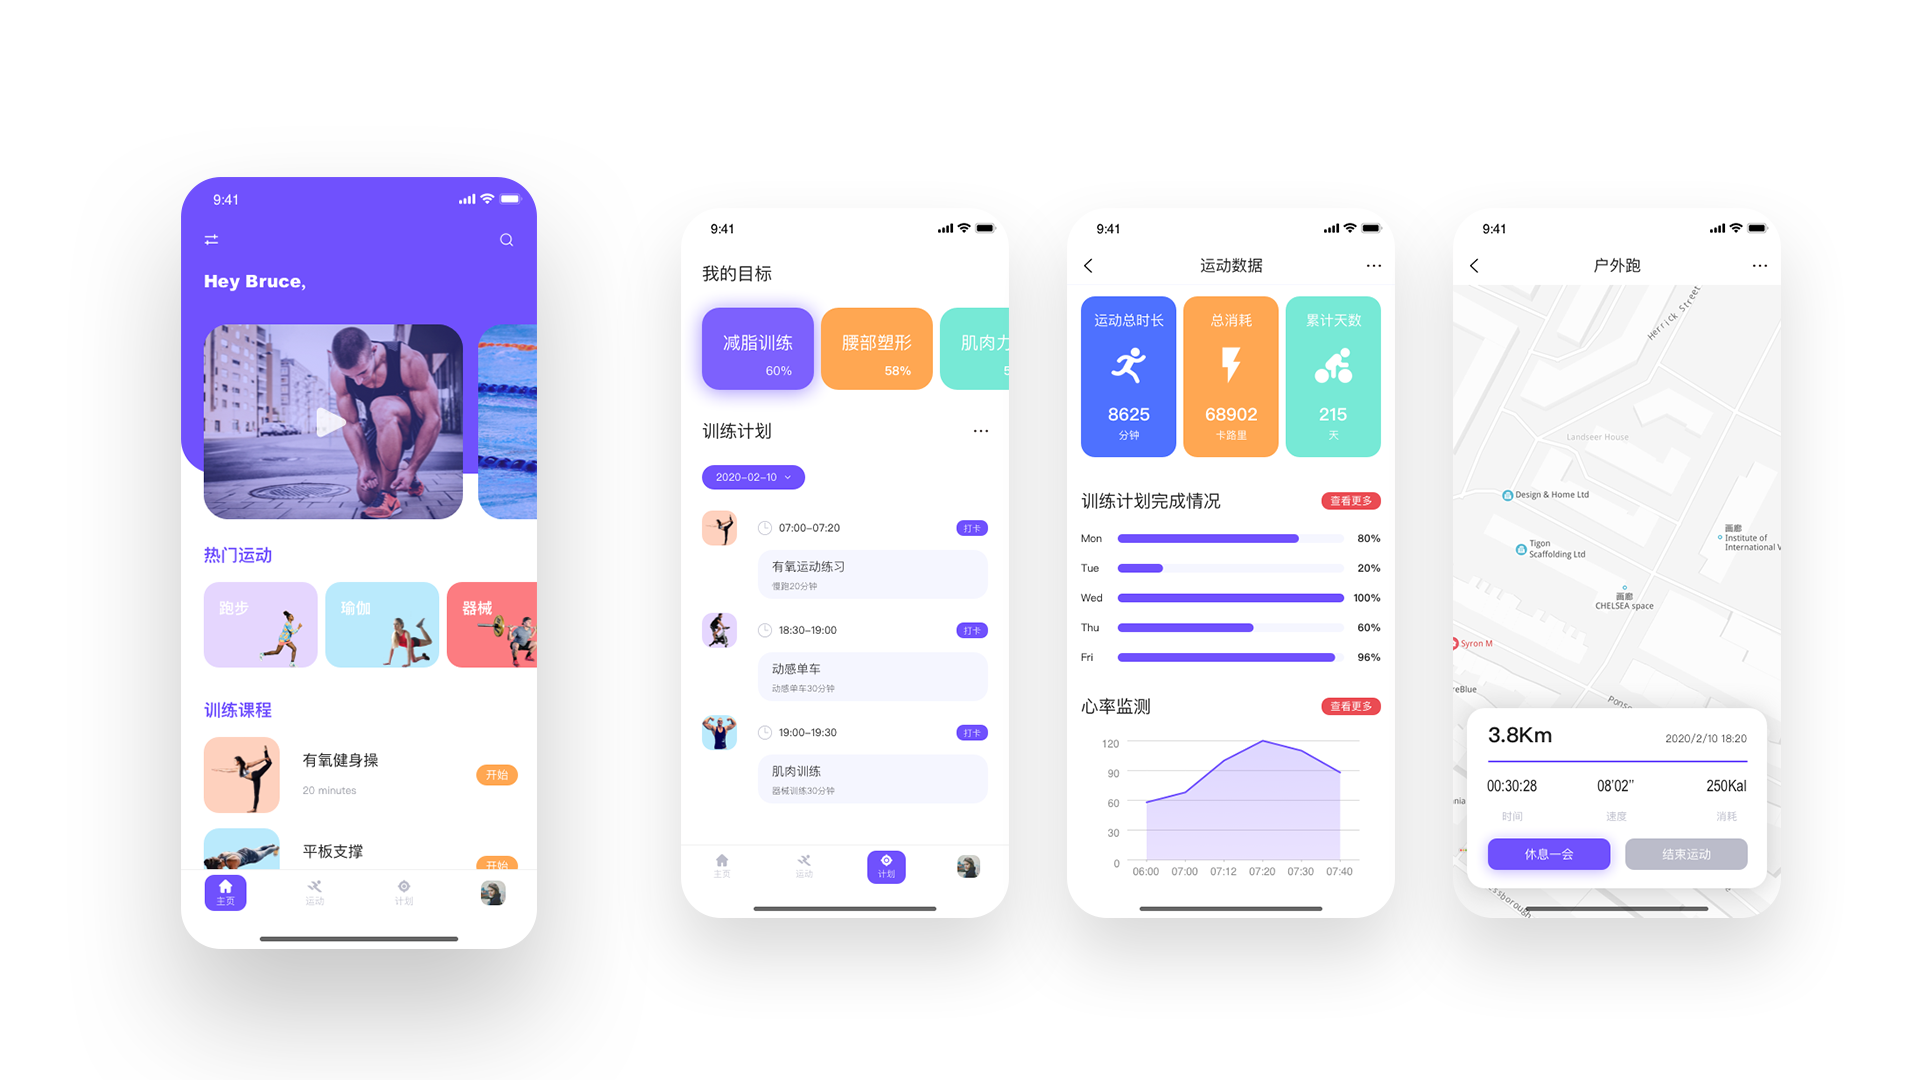 9:41
Hey Bruce,
热门运动
跑步
瑜伽
器械
训练课程
有氧健身操
20 minutes
开始
平板支撑
开始
主页
运动
计划
9:41
我的目标
减脂训练
60%
腰部塑形
58%
肌肉力
5
训练计划
2020-02-10
07:00-07:20
打卡
有氧运动练习
慢跑20分钟
18:30-19:00
打卡
动感单车
动感单车30分钟
19:00-19:30
打卡
肌肉训练
器械训练30分钟
主页
运动
计划
9:41
运动数据
运动总时长
8625
分钟
总消耗
68902
卡路里
累计天数
215
天
训练计划完成情况
查看更多
Mon 80%
Tue 20%
Wed 100%
Thu 60%
Fri 96%
心率监测
查看更多
120
90
60
30
0
06:00 07:00 07:12 07:20 07:30 07:40
9:41
户外跑
Herrick Street
Landseer House
Design & Home Ltd
画廊
Institute of
International V
Tigon
Scaffolding Ltd
画廊
CHELSEA space
Syron M
reBlue
Ponso
3.8Km
2020/2/10 18:20
00:30:28
08'02''
250Kal
时间
速度
消耗
休息一会
结束运动
nia
ssborough